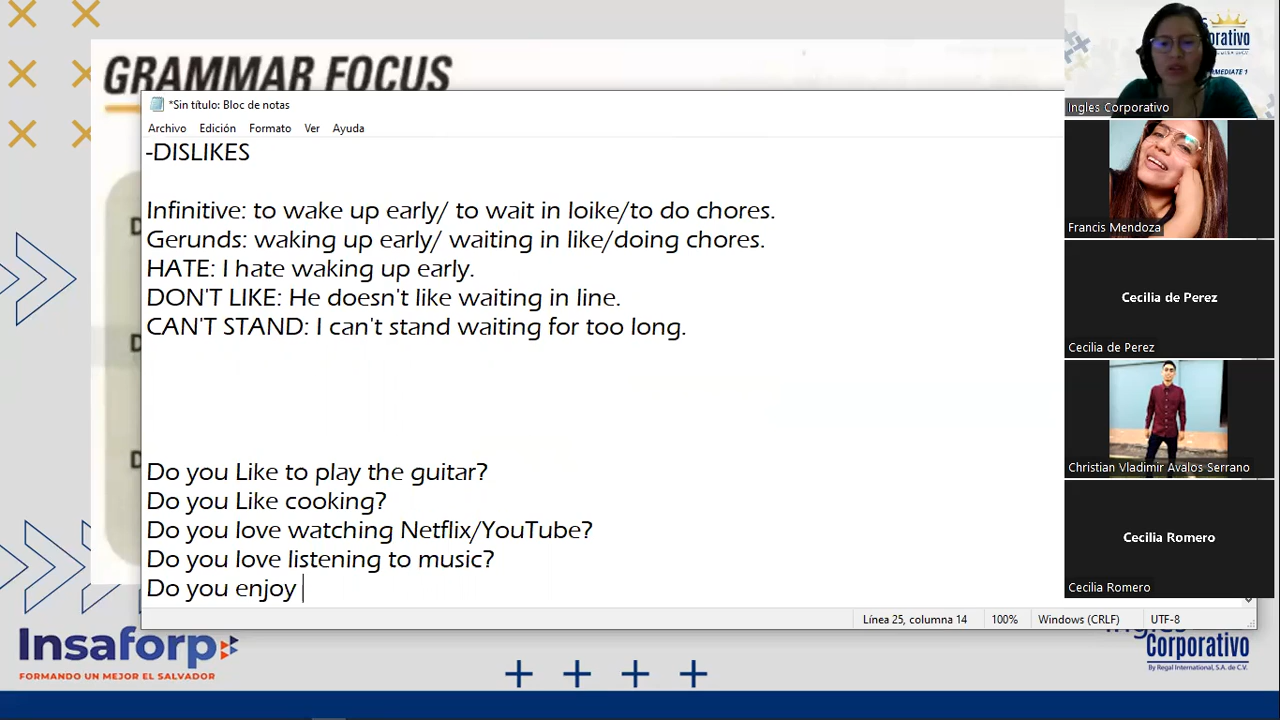 GRAMMAR FOCUS
*Sin título: Bloc de notas
Archivo Edición Formato Ver Ayuda
-DISLIKES
Infinitive: to wake up early/ to wait in loike/to do chores.
Gerunds: waking up early/ waiting in like/doing chores.
HATE: I hate waking up early.
DON'T LIKE: He doesn't like waiting in line.
CAN'T STAND: I can't stand waiting for too long.
Do you Like to play the guitar?
Do you Like cooking?
Do you love watching Netflix/YouTube?
Do you love listening to music?
Do you enjoy
Línea 25, columna 14 100% Windows (CRLF) UTF-8
Insaforp
FORMANDO UN MEJOR EL SALVADOR
Corporativo
By Regal International, S.A. de C.V.
Ingles Corporativo
Francis Mendoza
Cecilia de Perez
Cecilia de Perez
Christian Vladimir Avalos Serrano
Cecilia Romero
Cecilia Romero